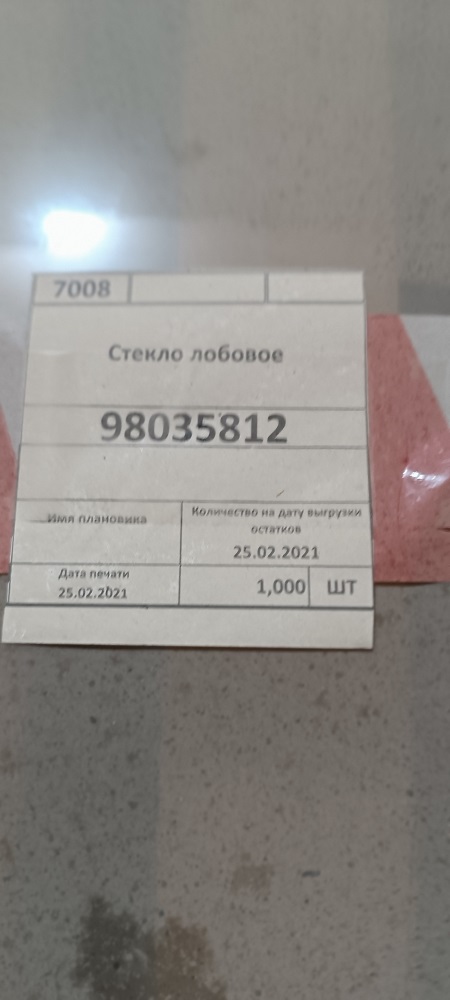 7008
Стекло лобовое
98035812
Имя плановика
Количество на дату выгрузки
остатков
25.02.2021
Дата печати
25.02.2021
1,000 ШТ